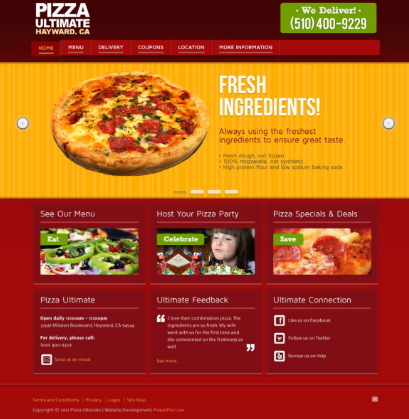 PIZZA
ULTIMATE
HAYWARD, CA
• We Deliver! •
(510) 400-9229
HOME
MENU
DELIVERY
COUPONS
LOCATION
MORE INFORMATION
FRESH
INGREDIENTS!
Always using the freshest
ingredients to ensure great taste.
• Fresh dough, not frozen
• 100% mozzarella, not synthetic
• High protein flour and low sodium baking soda.
See Our Menu
Host Your Pizza Party
Pizza Specials & Deals
Eat
Celebrate
Save
Pizza Ultimate
Open daily 11:00am - 11:00pm
Mission Boulevard, Hayward, CA 94544
For delivery, please call:
(510) 400-9229
Send us an email
Ultimate Feedback
I love their combination pizza. The
ingredients are so fresh. My wife
went with us for the first time and
she commented on the freshness as
well.
See more...
Ultimate Connection
Like us on Facebook
Follow us on Twitter
Review us on Yelp
Terms and Conditions | Privacy | Login | Site Map
Copyright © 2012 Pizza Ultimate | Website Development: PowerPie Live